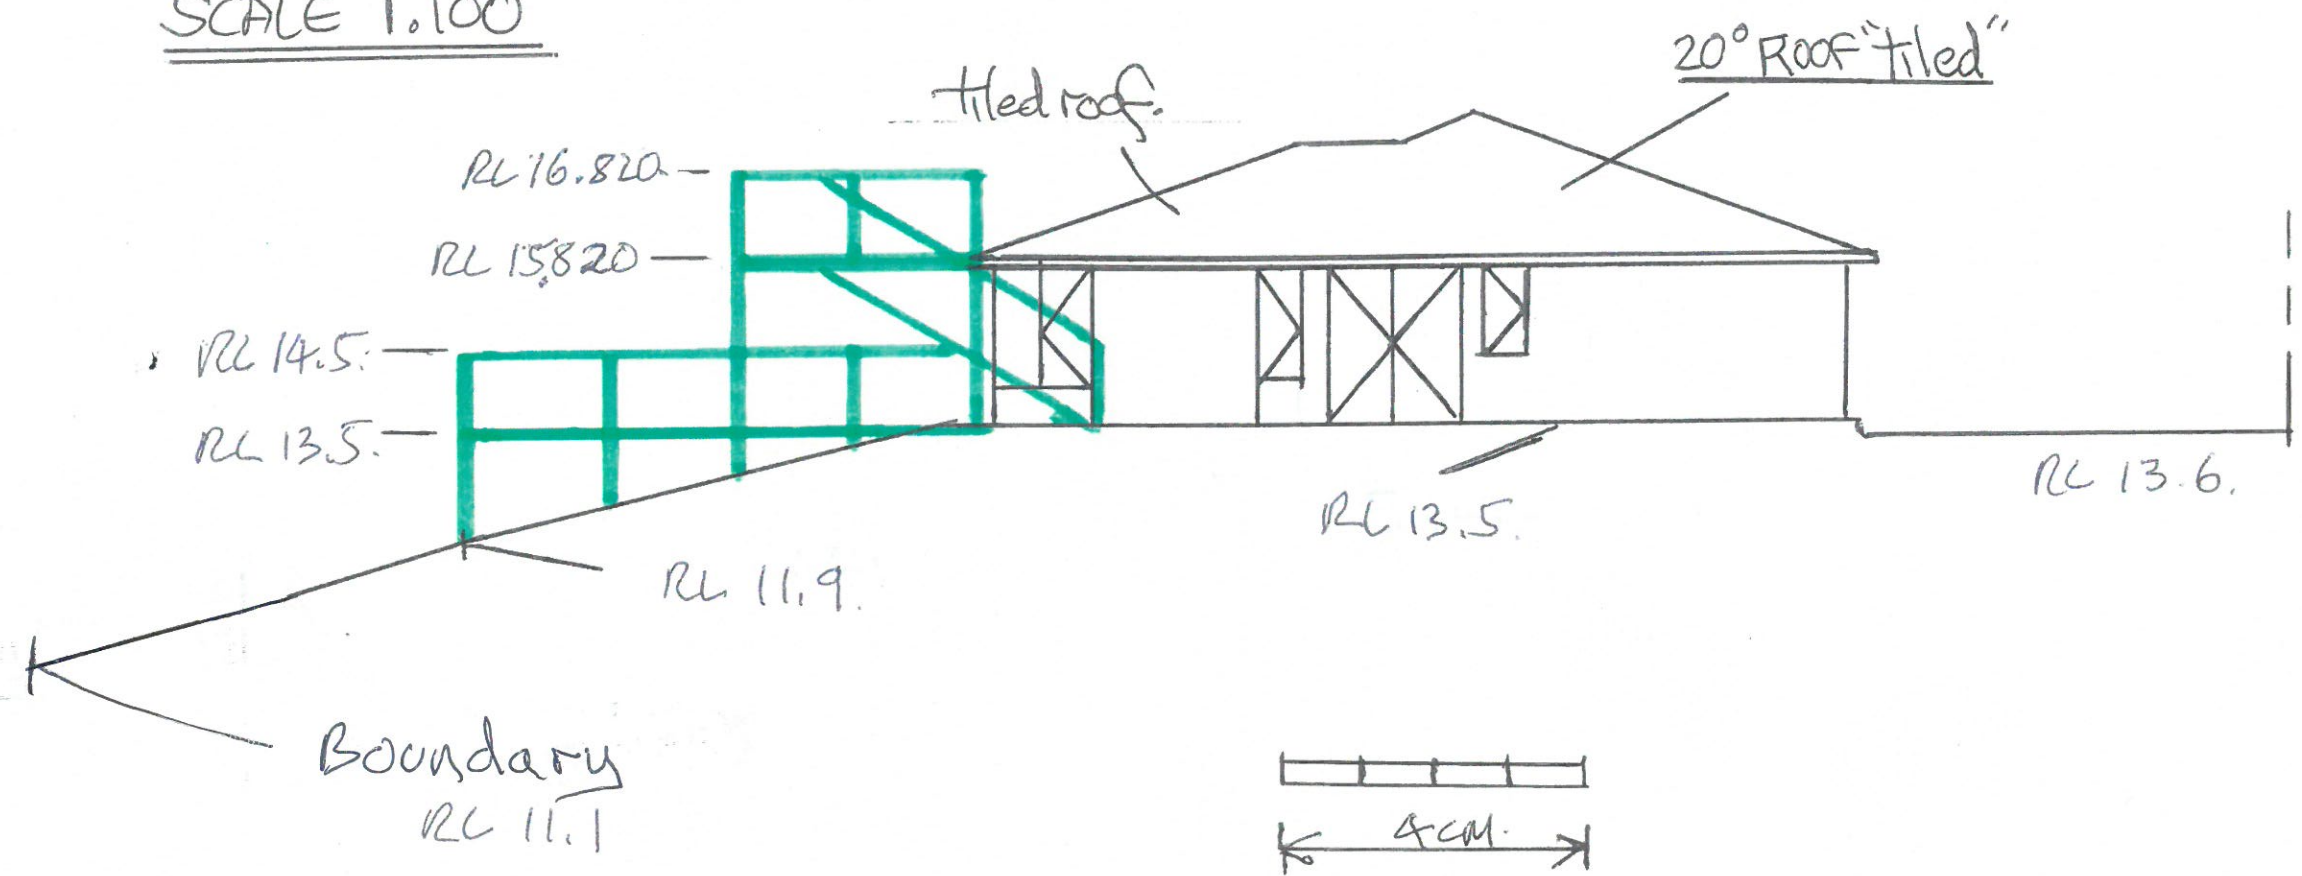 SCALE 1.100
20° ROOF "tiled"
tiled roof.
RL 16.820
RL 15.820
RL 14.5.
RL 13.5.
RL 13.6.
RL 13.5.
RL 11.9.
Boundary
RL 11.1
4cm.